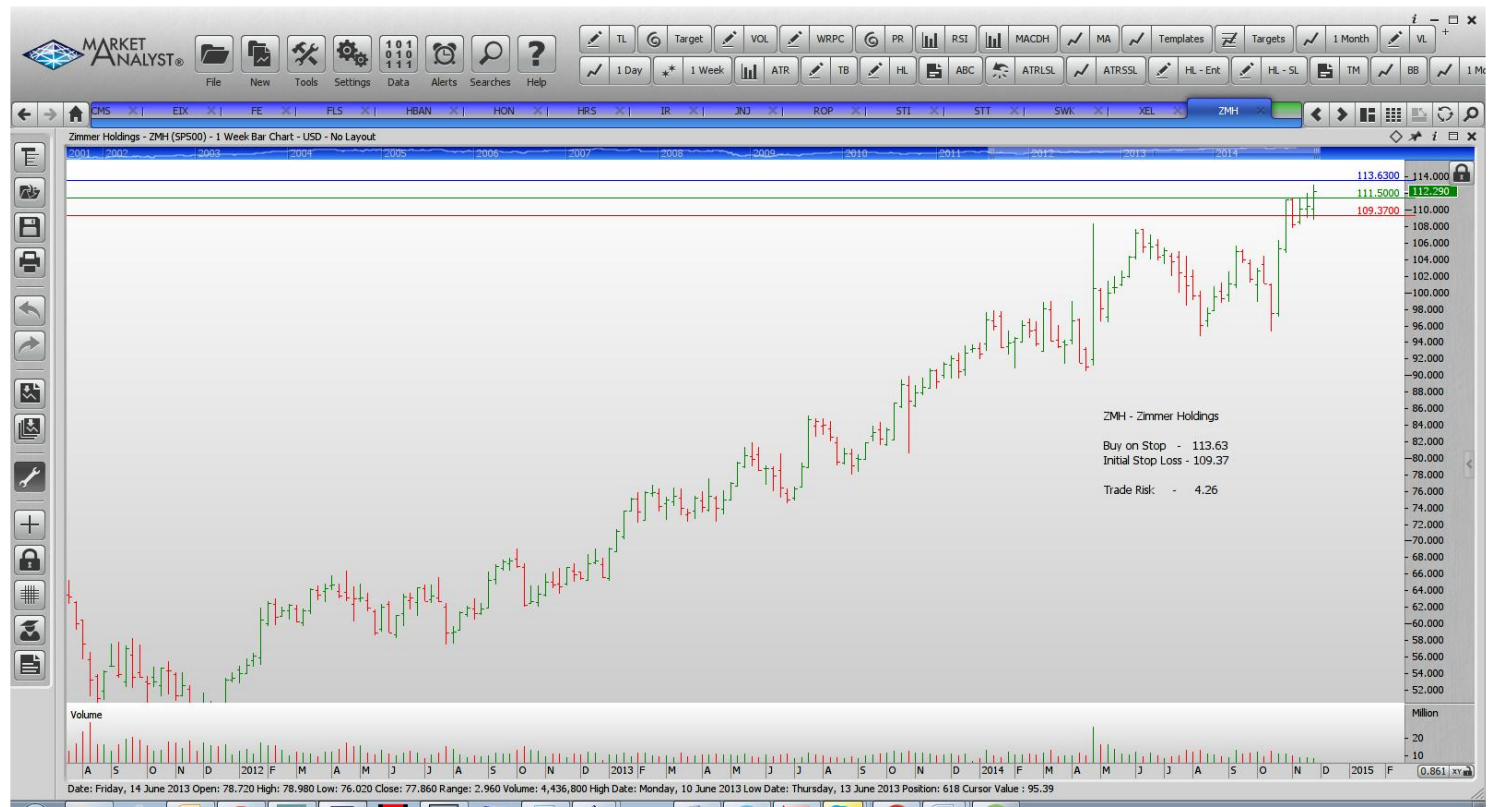 MARKET ANALYST®
File New Tools Settings Data Alerts Searches Help
TL Target VOL WRPC PR RSI MACDH MA Templates Targets 1 Month VL
1 Day 1 Week ATR TB HL ABC ATRLSL ATRSSL HL - Ent HL - SL TM BB
CMS EIX FE FLS HBAN HON HRS IR JNJ ROP STI STT SWK XEL ZMH
Zimmer Holdings - ZMH (SP500) - 1 Week Bar Chart - USD - No Layout
2001 2002 2003 2004 2005 2006 2007 2008 2009 2010 2011 2012 2013 2014
113.6300
111.5000
109.3700
114.000
112.290
110.000
108.000
106.000
104.000
102.000
100.000
98.000
96.000
94.000
92.000
90.000
88.000
86.000
84.000
82.000
80.000
78.000
76.000
74.000
72.000
70.000
68.000
66.000
64.000
62.000
60.000
58.000
56.000
54.000
52.000
ZMH - Zimmer Holdings
Buy on Stop - 113.63
Initial Stop Loss - 109.37
Trade Risk - 4.26
Volume
Million
20
10
A S O N D 2012 F M A M J J A S O N D 2013 F M A M J J A S O N D 2014 F M A M J J A S O N D 2015 F
0.861 XY
Date: Friday, 14 June 2013 Open: 78.720 High: 78.980 Low: 76.020 Close: 77.860 Range: 2.960 Volume: 4,436,800 High Date: Monday, 10 June 2013 Low Date: Thursday, 13 June 2013 Position: 618 Cursor Value : 95.39